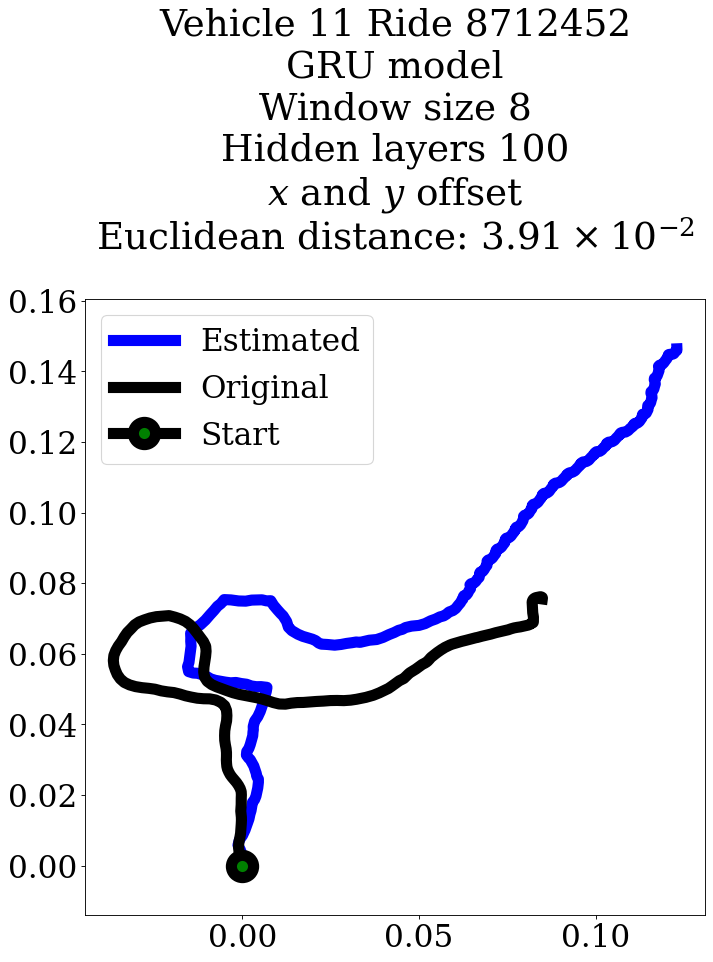 Vehicle 11 Ride 8712452
GRU model
Window size 8
Hidden layers 100
x and y offset
Euclidean distance: 3.91 × 10⁻²
0.16
Estimated
0.14
Original
Start
0.12
0.10
0.08
0.06
0.04
0.02
0.00
0.00 0.05 0.10